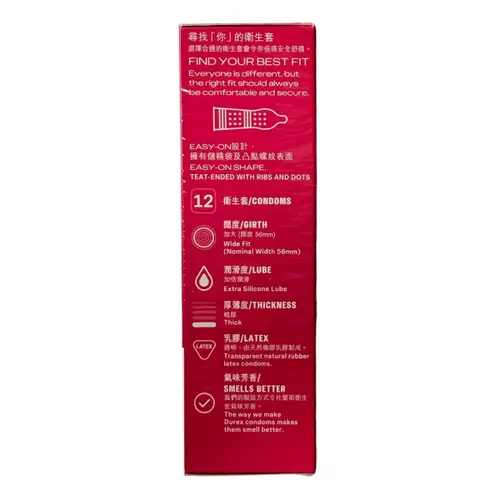 尋找「你」的衛生套
選擇合適的衛生套會令你倍感安全舒適。
FIND YOUR BEST FIT
Everyone is different, but
the right fit should always
be comfortable and secure.
EASY-ON設計,
擁有儲精袋及凸點螺紋表面
EASY-ON SHAPE,
TEAT-ENDED WITH RIBS AND DOTS
12 衛生套/CONDOMS
闊度/GIRTH
加大 (闊度 56mm)
Wide Fit
(Nominal Width 56mm)
潤滑度/LUBE
加倍潤滑
Extra Silicone Lube
厚薄度/THICKNESS
較厚
Thick
LATEX
乳膠/LATEX
透明,由天然橡膠乳膠製成。
Transparent natural rubber
latex condoms.
氣味芳香/
SMELLS BETTER
我們的製造方式令杜蕾斯衛生
套氣味芳香。
The way we make
Durex condoms makes
them smell better.